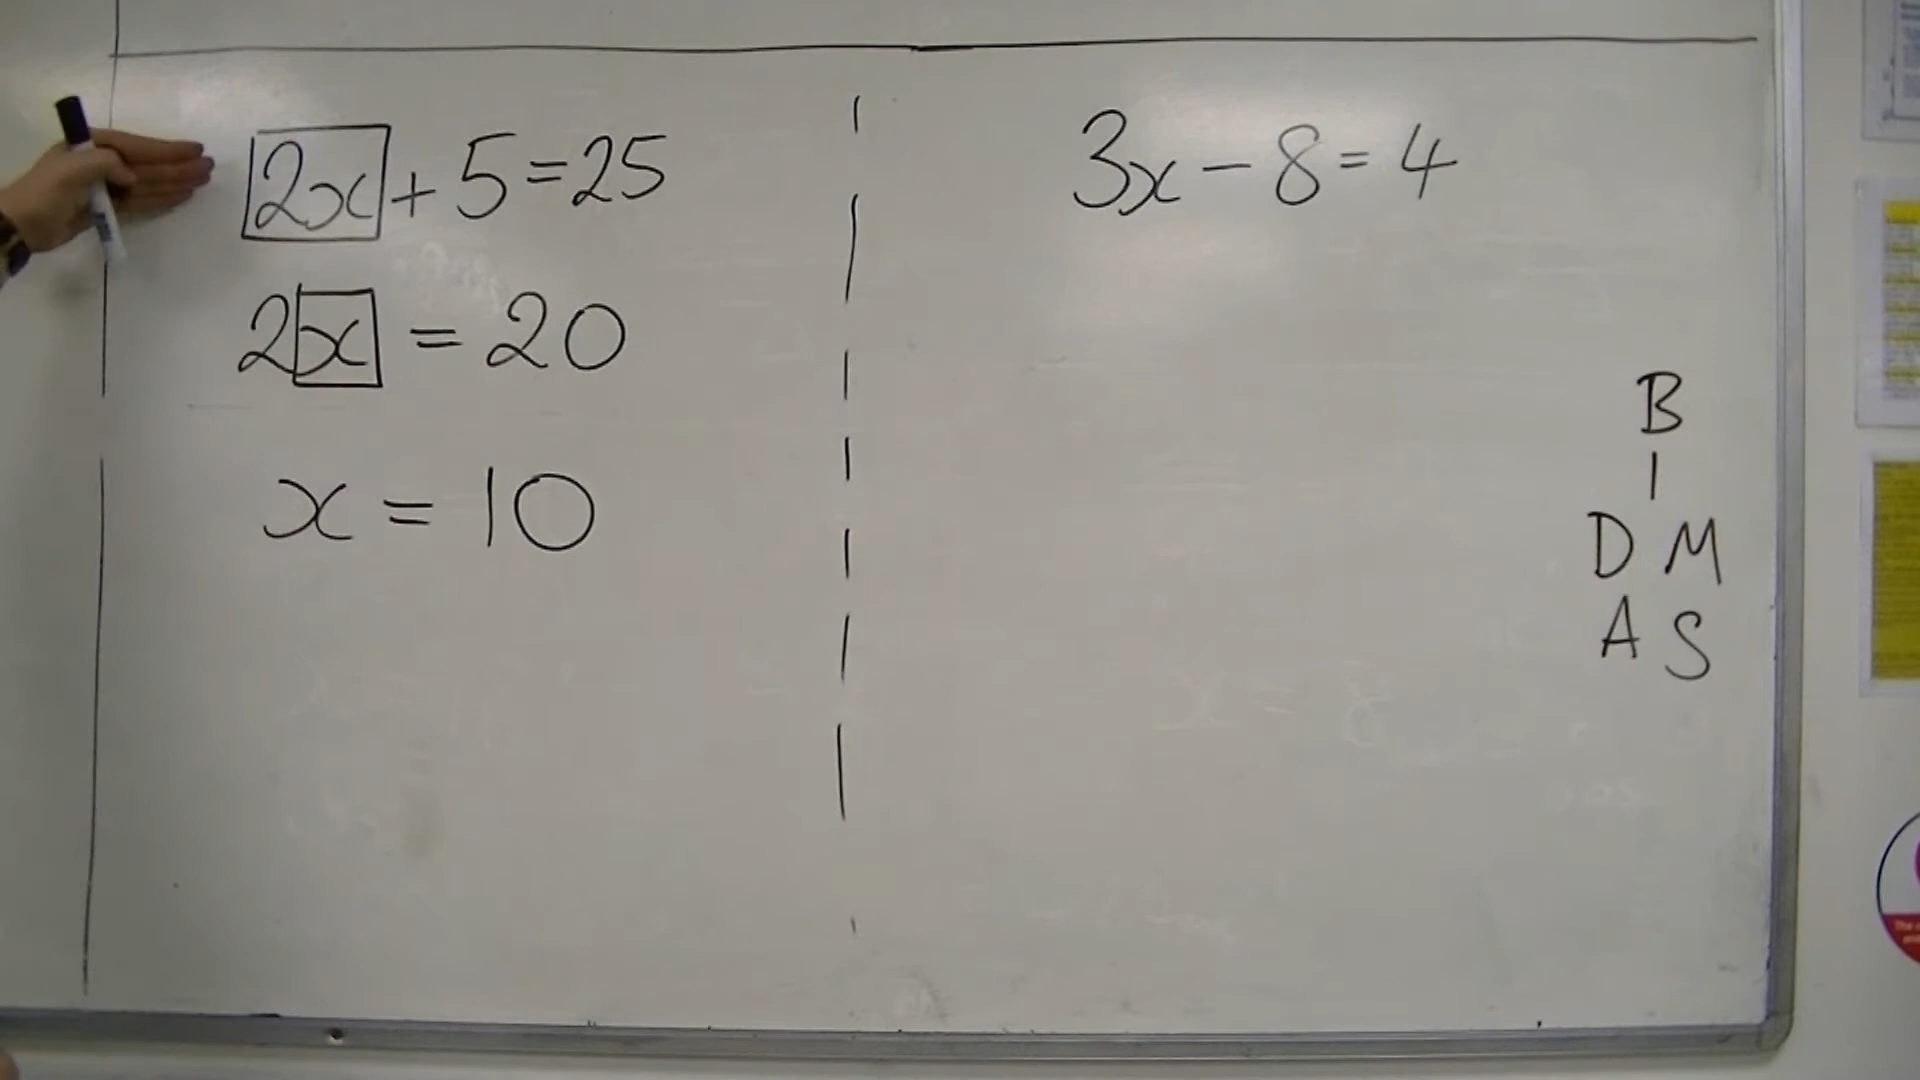 2x + 5 = 25
2x = 20
x = 10
3x - 8 = 4
B
I
D M
A S